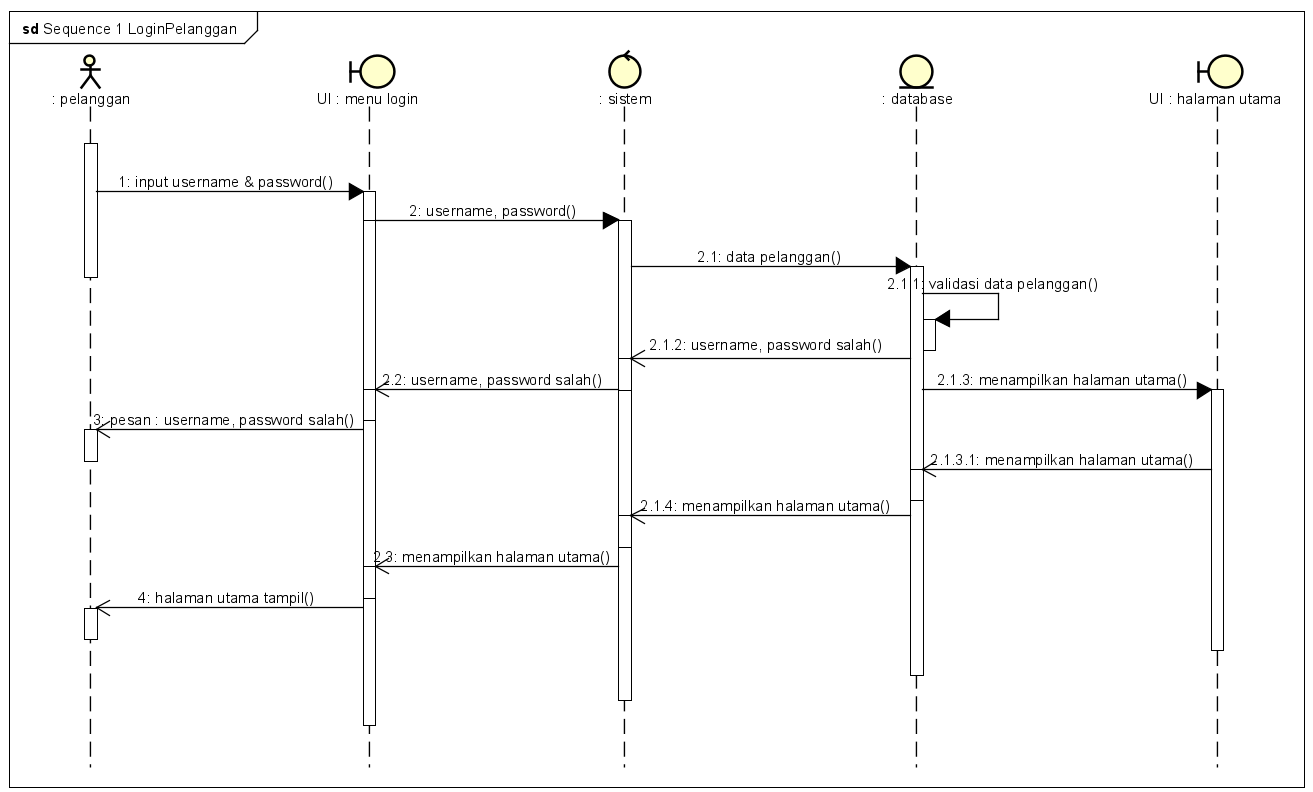 sd Sequence 1 LoginPelanggan
: pelanggan
UI : menu login
: sistem
: database
UI : halaman utama
1: input username & password()
2: username, password()
2.1: data pelanggan()
2.1.1: validasi data pelanggan()
2.1.2: username, password salah()
2.2: username, password salah()
2.1.3: menampilkan halaman utama()
3: pesan : username, password salah()
2.1.3.1: menampilkan halaman utama()
2.1.4: menampilkan halaman utama()
2.3: menampilkan halaman utama()
4: halaman utama tampil()